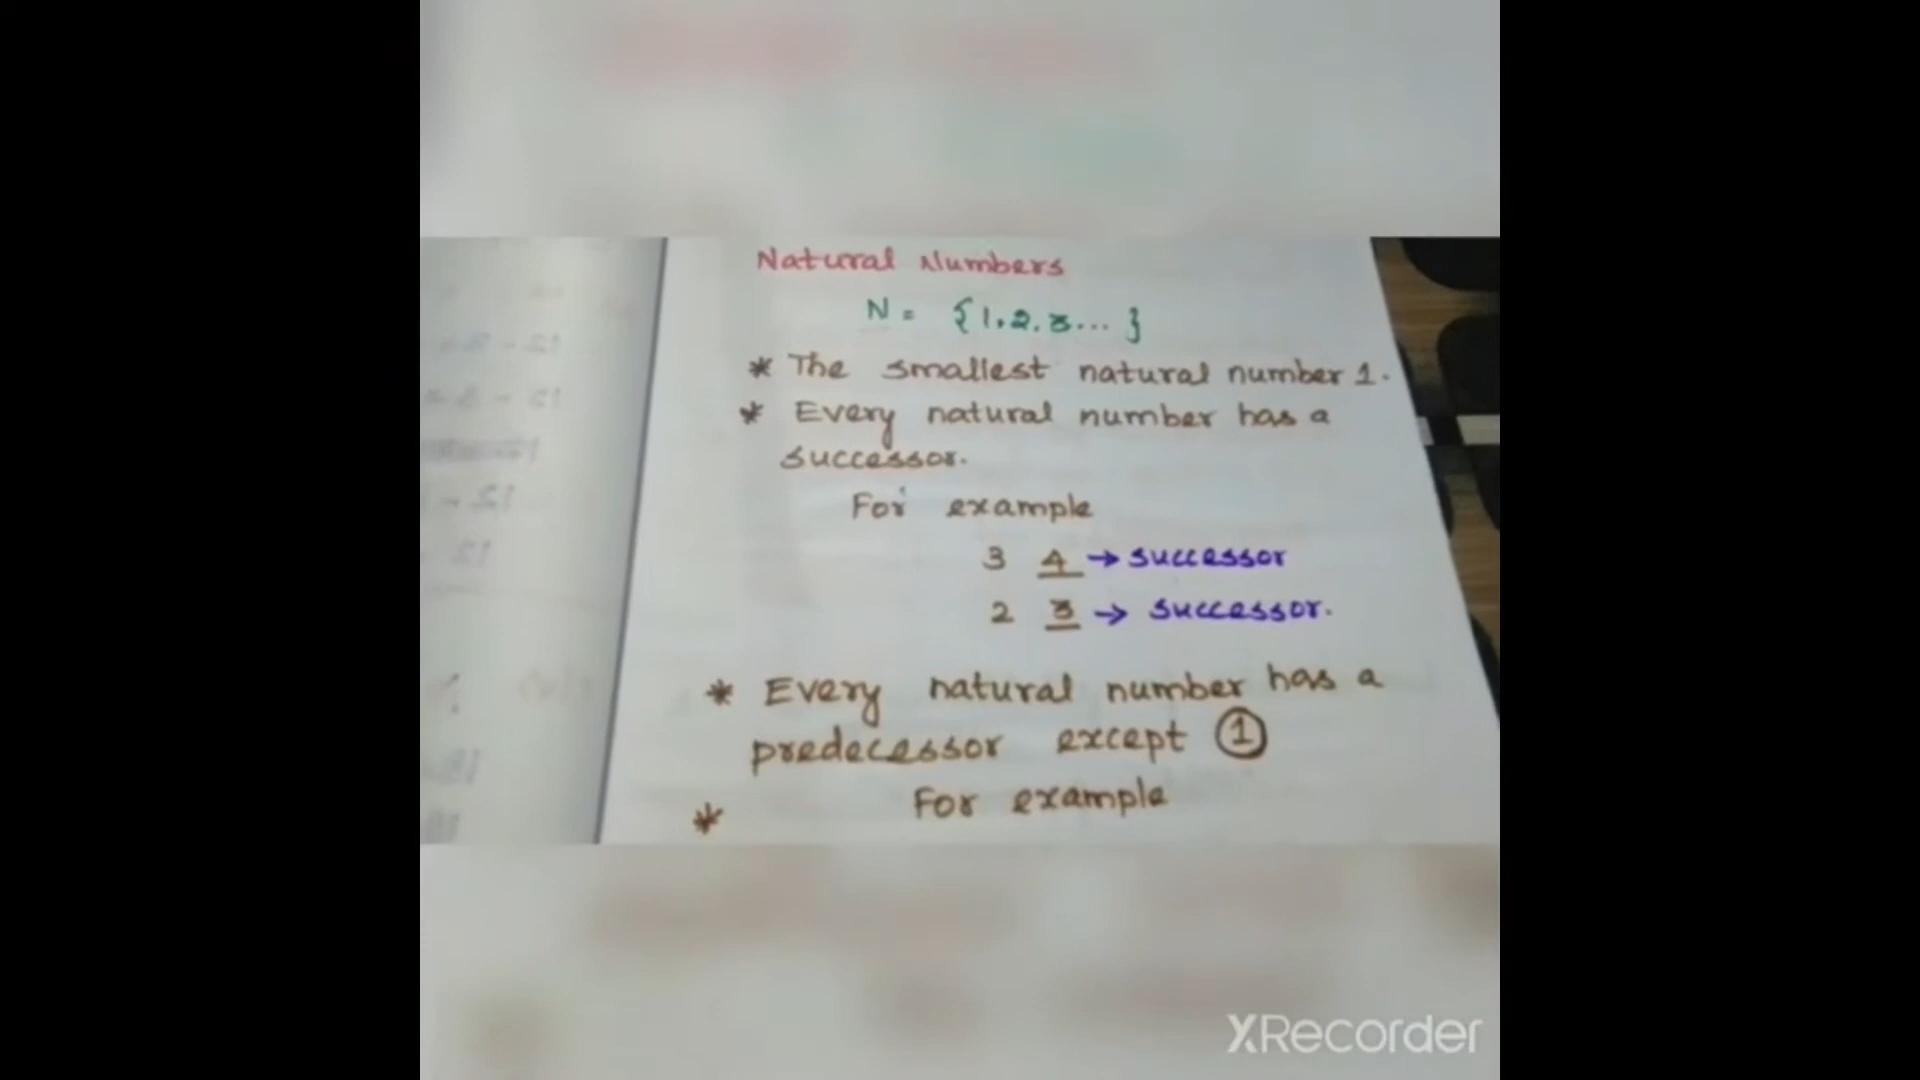 Natural Numbers
N = {1,2,3...}
* The smallest natural number 1.
* Every natural number has a
successor.
For example
3 4 → successor
2 3 → successor.
* Every natural number has a
predecessor except 1
* For example
XRecorder